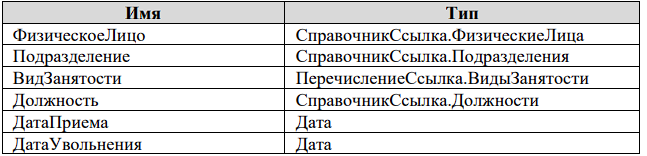 Имя Тип
ФизическоеЛицо СправочникСсылка.ФизическиеЛица
Подразделение СправочникСсылка.Подразделения
ВидЗанятости ПеречислениеСсылка.ВидыЗанятости
Должность СправочникСсылка.Должности
ДатаПриема Дата
ДатаУвольнения Дата